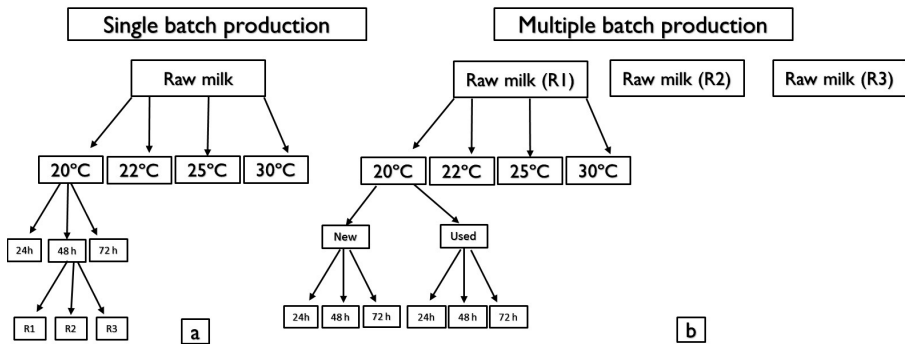 Single batch production
Multiple batch production
Raw milk
Raw milk (R1)
Raw milk (R2)
Raw milk (R3)
20°C
22°C
25°C
30°C
20°C
22°C
25°C
30°C
New
Used
24h
48 h
72 h
24h
48 h
72 h
24h
48 h
72 h
R1
R2
R3
a
b